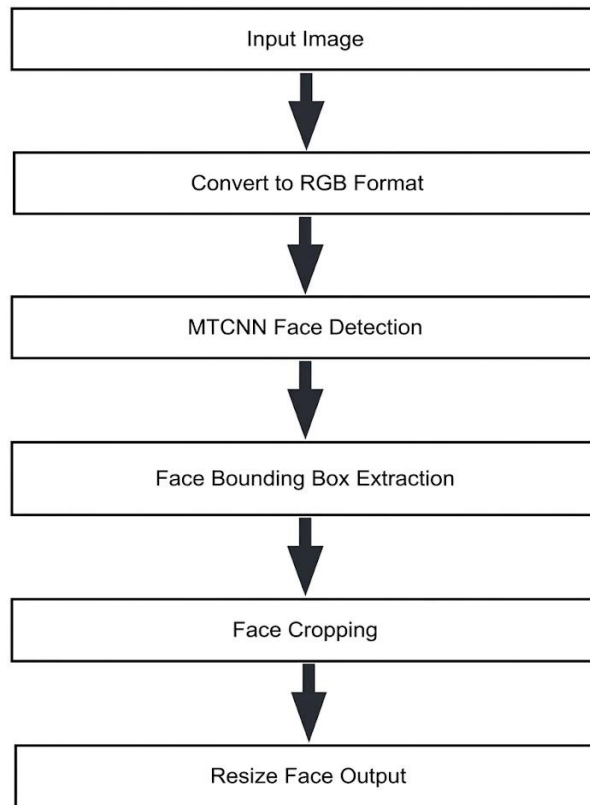 Input Image
Convert to RGB Format
MTCNN Face Detection
Face Bounding Box Extraction
Face Cropping
Resize Face Output